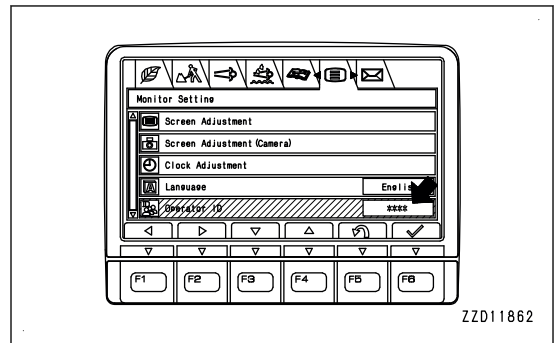 Monitor Setting
Screen Adjustment
Screen Adjustment(Camera)
Clock Adjustment
A Language English
ID Operator ID ****
F1 F2 F3 F4 F5 F6
ZZD11862